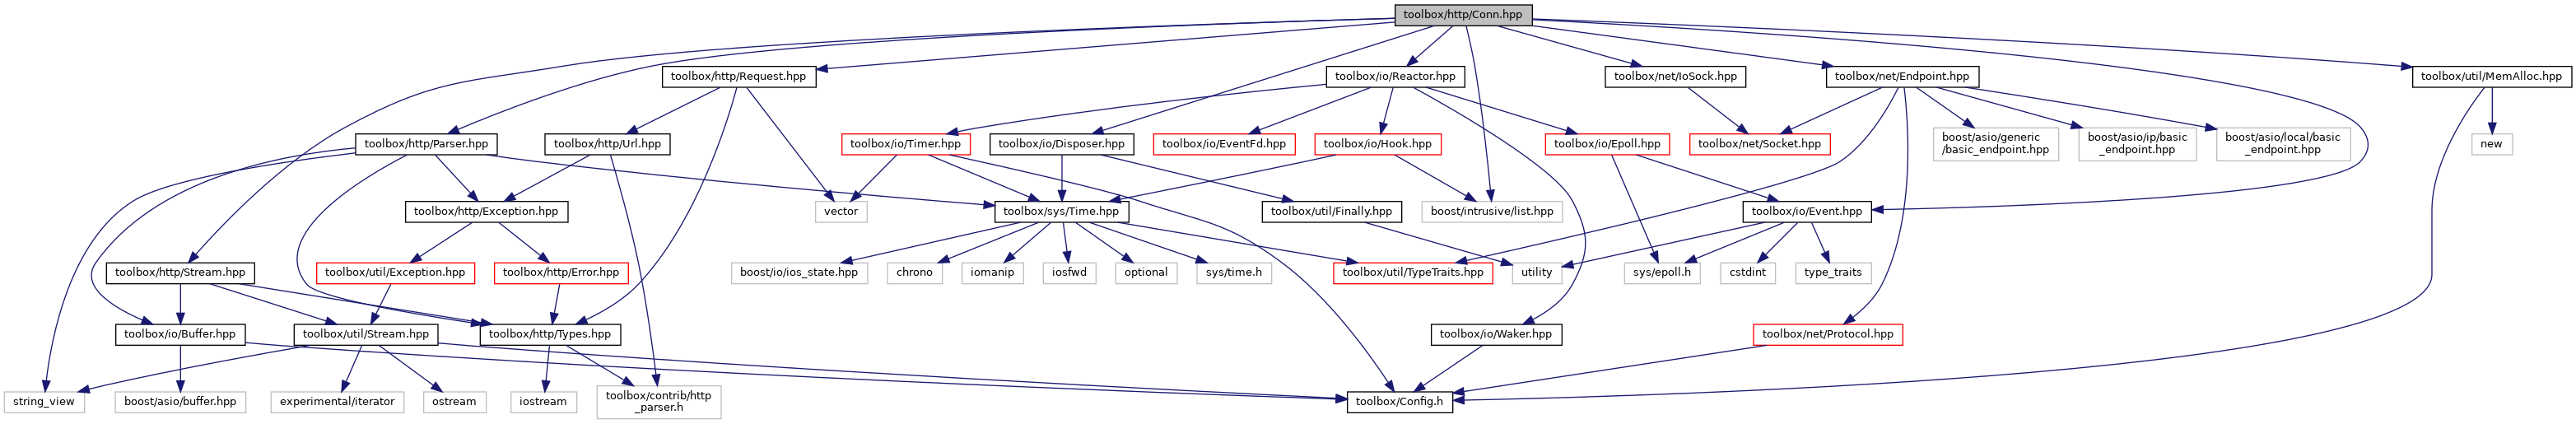 toolbox/http/Conn.hpp
toolbox/http/Request.hpp
toolbox/io/Reactor.hpp
toolbox/net/IoSock.hpp
toolbox/net/Endpoint.hpp
toolbox/util/MemAlloc.hpp
toolbox/http/Parser.hpp
toolbox/http/Url.hpp
toolbox/io/Timer.hpp
toolbox/io/Disposer.hpp
toolbox/io/EventFd.hpp
toolbox/io/Hook.hpp
toolbox/io/Epoll.hpp
toolbox/net/Socket.hpp
boost/asio/generic
/basic_endpoint.hpp
boost/asio/ip/basic
_endpoint.hpp
boost/asio/local/basic
_endpoint.hpp
new
toolbox/http/Exception.hpp
vector
toolbox/sys/Time.hpp
toolbox/util/Finally.hpp
boost/intrusive/list.hpp
toolbox/io/Event.hpp
toolbox/http/Stream.hpp
toolbox/util/Exception.hpp
toolbox/http/Error.hpp
boost/io/ios_state.hpp
chrono
iomanip
iosfwd
optional
sys/time.h
toolbox/util/TypeTraits.hpp
utility
sys/epoll.h
cstdint
type_traits
toolbox/io/Buffer.hpp
toolbox/util/Stream.hpp
toolbox/http/Types.hpp
toolbox/io/Waker.hpp
toolbox/net/Protocol.hpp
string_view
boost/asio/buffer.hpp
experimental/iterator
ostream
iostream
toolbox/contrib/http
_parser.h
toolbox/Config.h